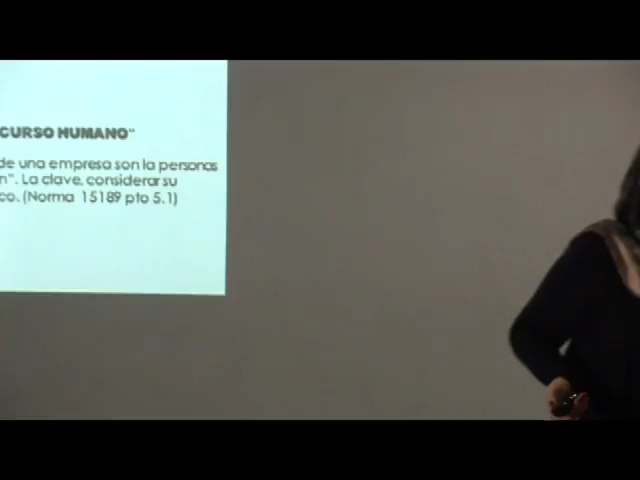 CURSO HUMANO"
de una empresa son la personas
n". La clave, considerar su
co. (Norma 15189 pto 5.1)